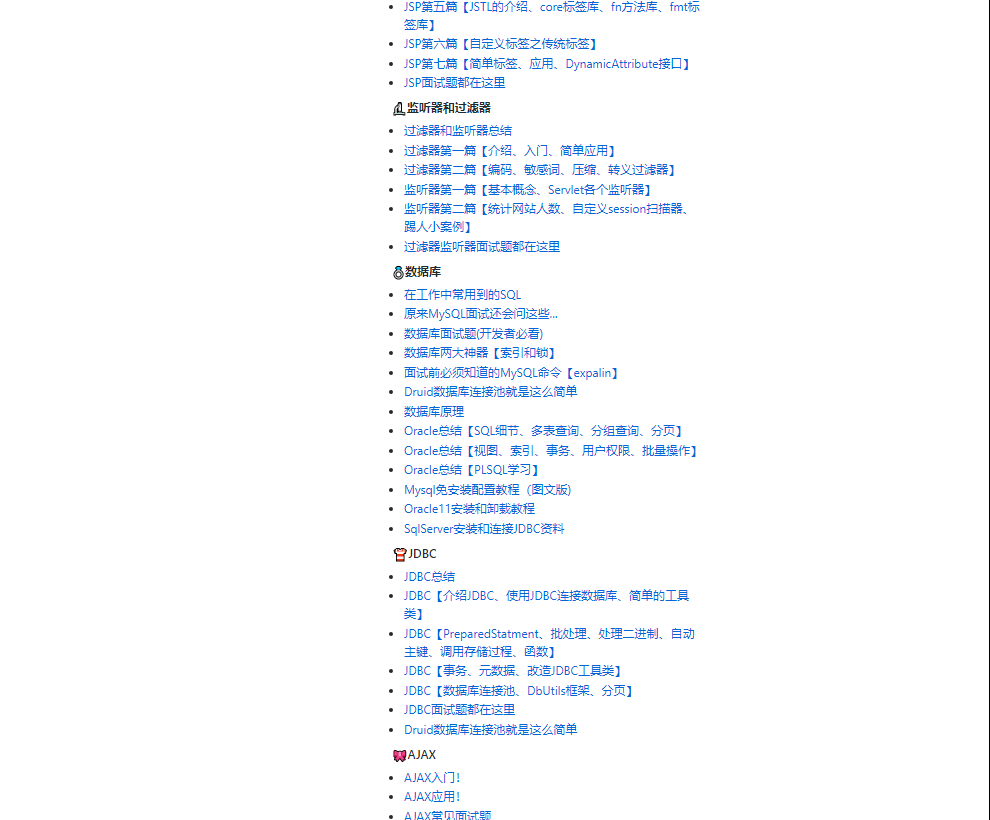 JSP第五篇【JSTL的介绍、core标签库、fn方法库、fmt标
签库】
JSP第六篇【自定义标签之传统标签】
JSP第七篇【简单标签、应用、DynamicAttribute接口】
JSP面试题都在这里
监听器和过滤器
过滤器和监听器总结
过滤器第一篇【介绍、入门、简单应用】
过滤器第二篇【编码、敏感词、压缩、转义过滤器】
监听器第一篇【基本概念、Servlet各个监听器】
监听器第二篇【统计网站人数、自定义session扫描器、
踢人小案例】
过滤器监听器面试题都在这里
数据库
在工作中常用到的SQL
原来MySQL面试还会问这些...
数据库面试题(开发者必看)
数据库两大神器【索引和锁】
面试前必须知道的MySQL命令【expalin】
Druid数据库连接池就是这么简单
数据库原理
Oracle总结【SQL细节、多表查询、分组查询、分页】
Oracle总结【视图、索引、事务、用户权限、批量操作】
Oracle总结【PLSQL学习】
Mysql免安装配置教程（图文版)
Oracle11安装和卸载教程
SqlServer安装和连接JDBC资料
JDBC
JDBC总结
JDBC【介绍JDBC、使用JDBC连接数据库、简单的工具
类】
JDBC【PreparedStatment、批处理、处理二进制、自动
主键、调用存储过程、函数】
JDBC【事务、元数据、改造JDBC工具类】
JDBC【数据库连接池、DbUtils框架、分页】
JDBC面试题都在这里
Druid数据库连接池就是这么简单
AJAX
AJAX入门！
AJAX应用！
AJAX常见面试题